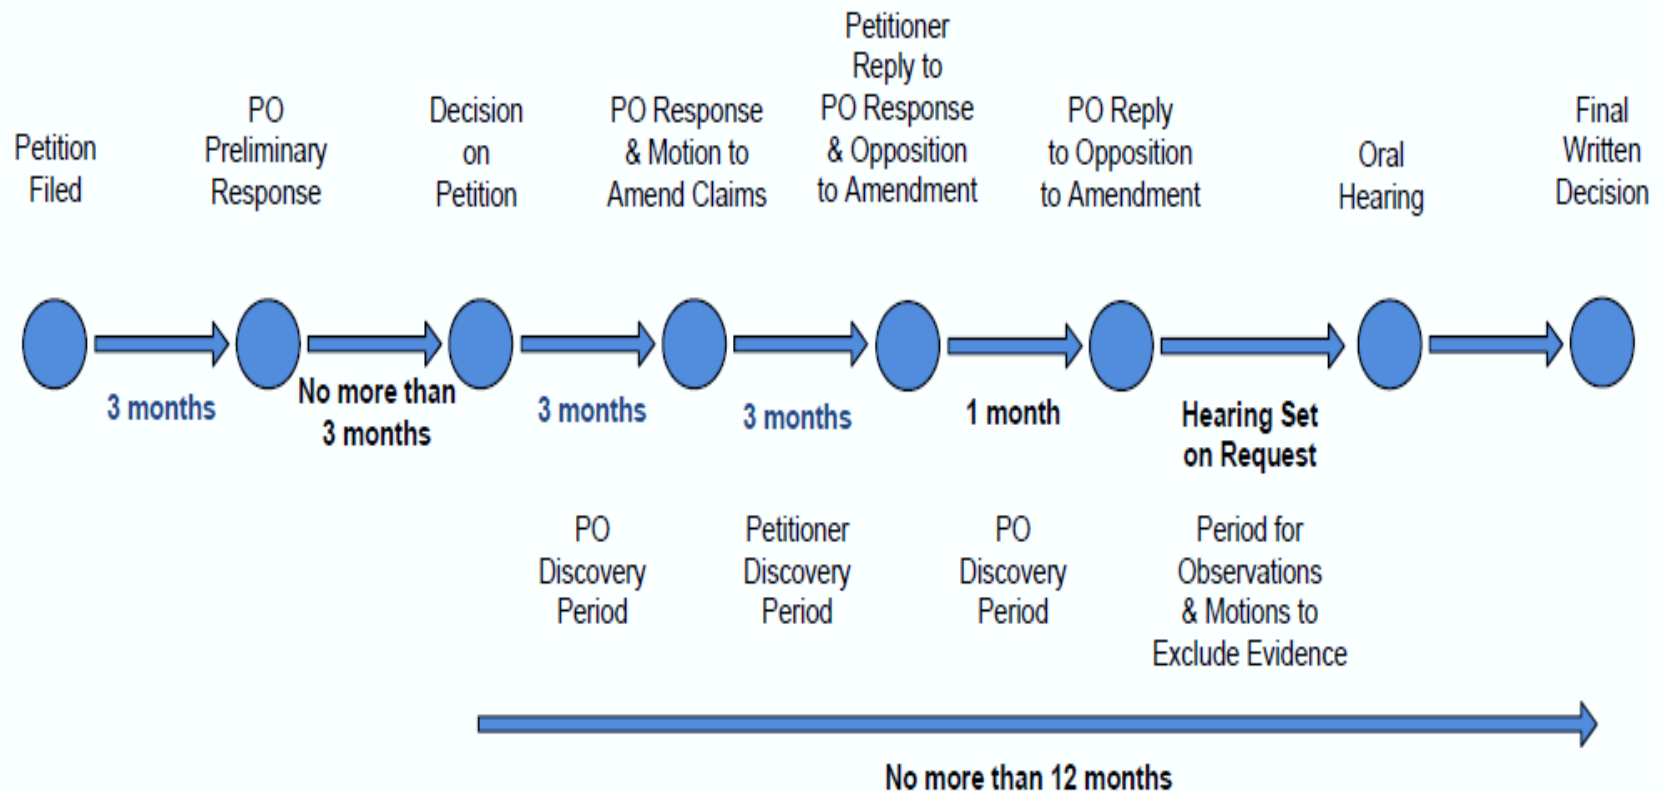 Petition
Filed
PO
Preliminary
Response
Decision
on
Petition
PO Response
& Motion to
Amend Claims
Petitioner
Reply to
PO Response
& Opposition
to Amendment
PO Reply
to Opposition
to Amendment
Oral
Hearing
Final
Written
Decision
3 months
No more than
3 months
3 months
3 months
1 month
Hearing Set
on Request
PO
Discovery
Period
Petitioner
Discovery
Period
PO
Discovery
Period
Period for
Observations
& Motions to
Exclude Evidence
No more than 12 months